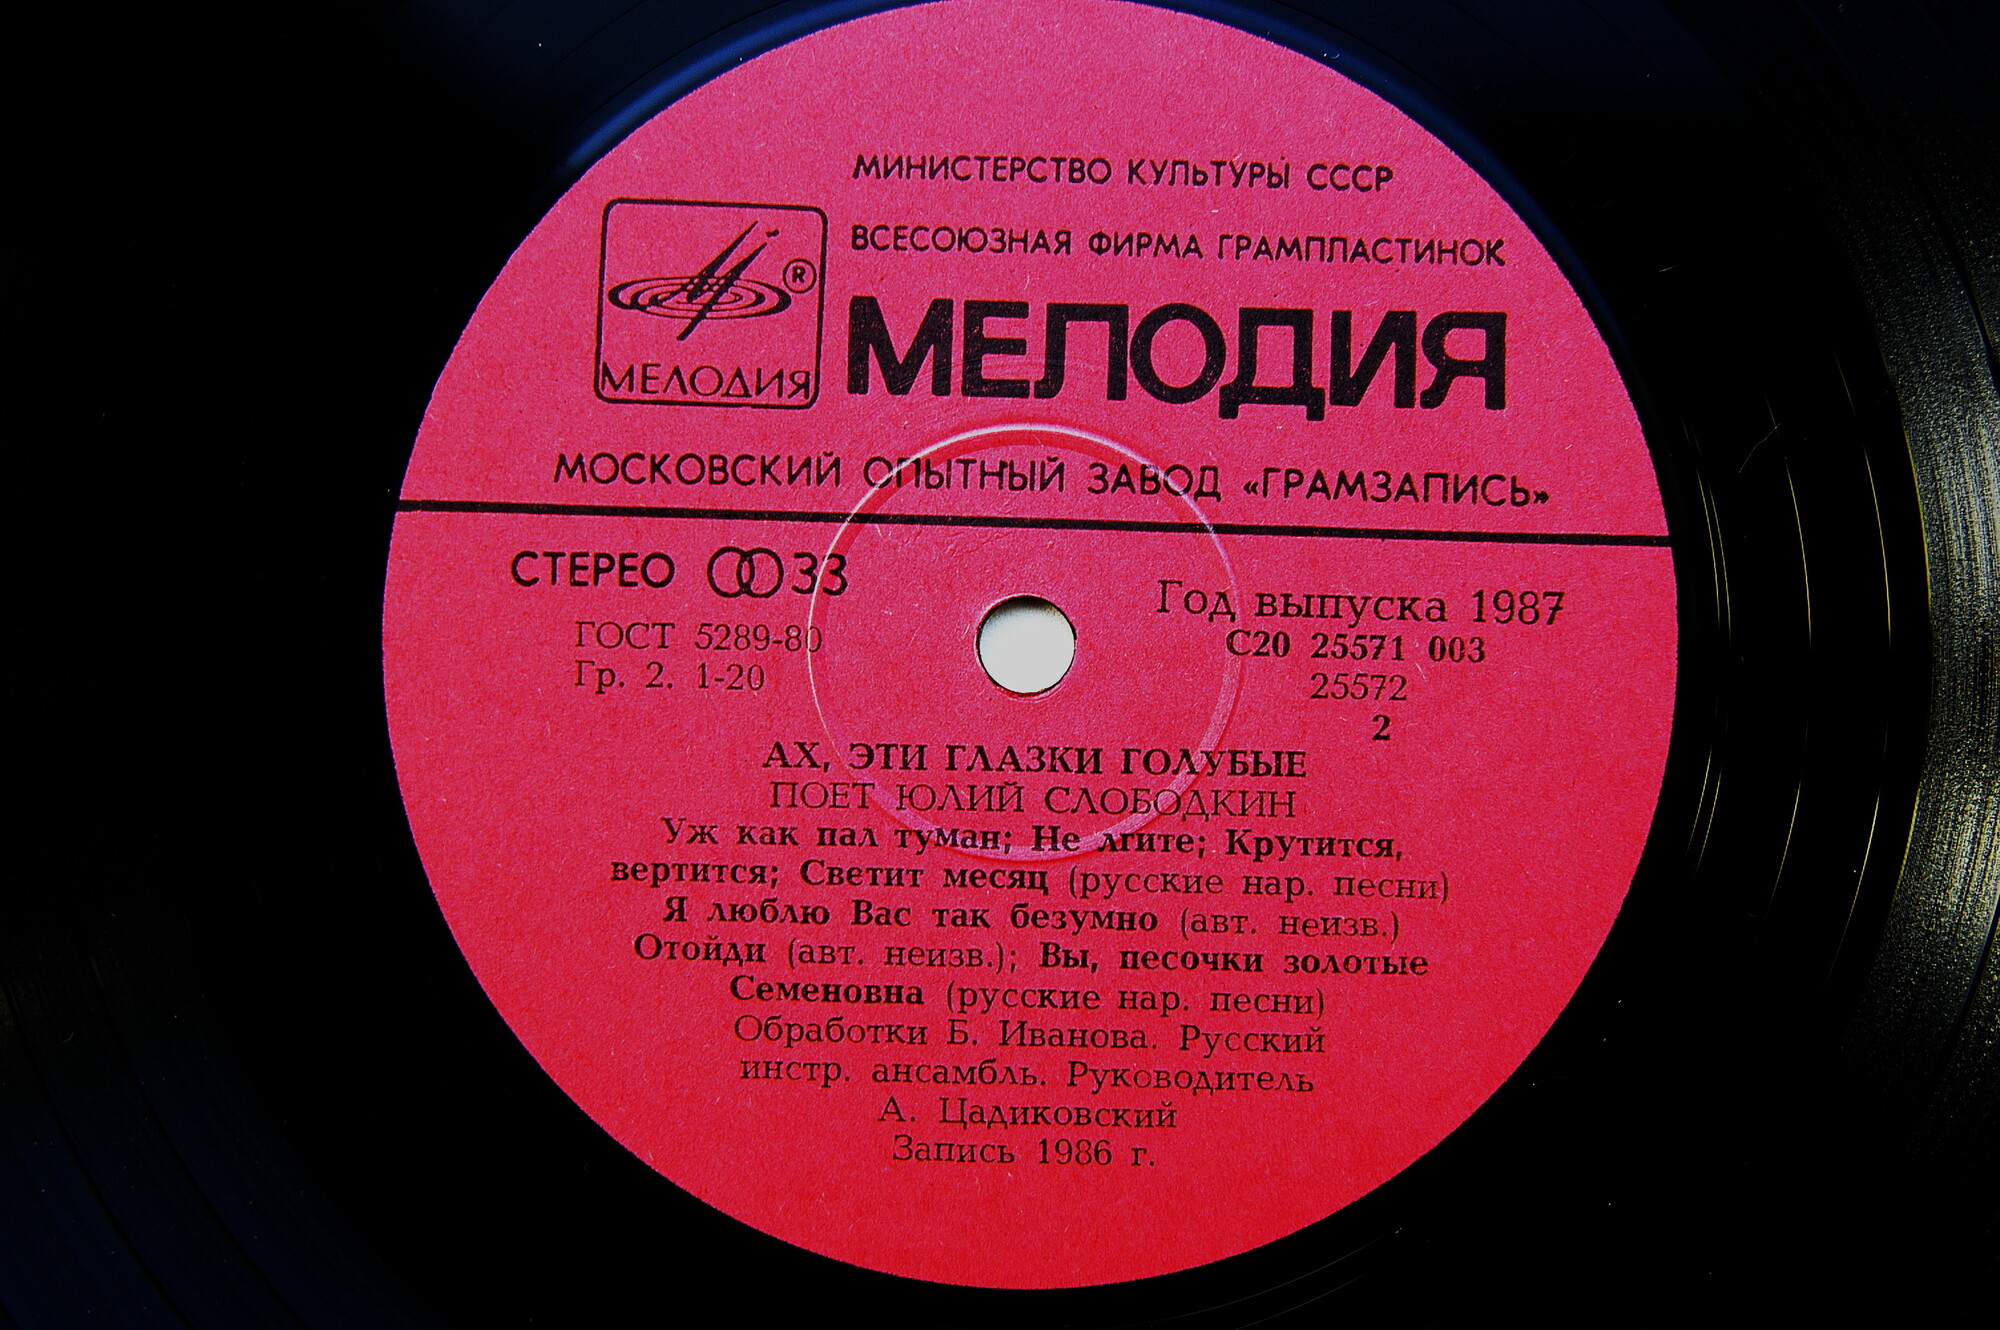 МИНИСТЕРСТВО КУЛЬТУРЫ СССР
ВСЕСОЮЗНАЯ ФИРМА ГРАМПЛАСТИНОК
®
МЕЛОДИЯ
МЕЛОДИЯ
МОСКОВСКИЙ ОПЫТНЫЙ ЗАВОД «ГРАМЗАПИСЬ»
СТЕРЕО 33
ГОСТ 5289-80
Гр. 2. 1-20
Год выпуска 1987
С20 25571 003
25572
2
АХ, ЭТИ ГЛАЗКИ ГОЛУБЫЕ
ПОЕТ ЮЛИЙ СЛОБОДКИН
Уж как пал туман; Не лгите; Крутится,
вертится; Светит месяц (русские нар. песни)
Я люблю Вас так безумно (авт. неизв.)
Отойди (авт. неизв.); Вы, песочки золотые
Семеновна (русские нар. песни)
Обработки Б. Иванова. Русский
инстр. ансамбль. Руководитель
А. Цадиковский
Запись 1986 г.